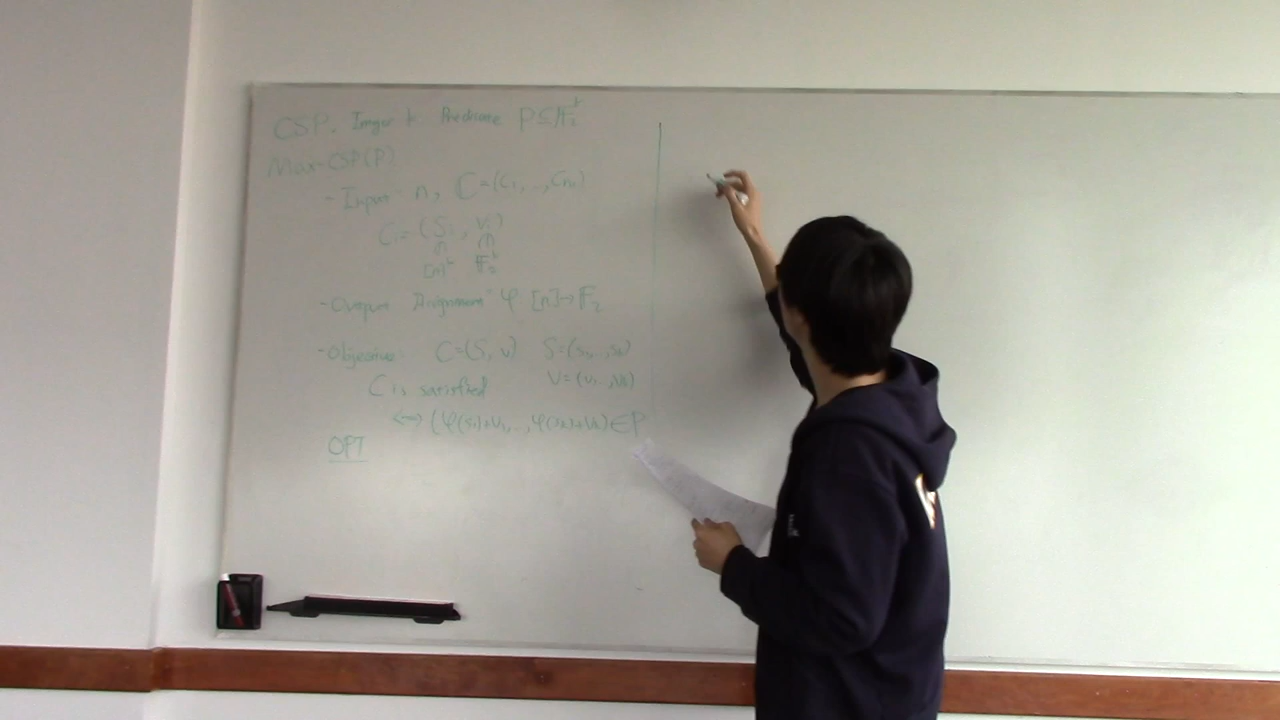 CSP. Integer k Predicate P ⊆ 𝔽₂ᵏ
Max-CSP(P)
- Input n, C = (C₁, ..., Cₘ)
Cᵢ = (Sᵢ, Vᵢ)
∩ ∩
[n]ᵏ 𝔽₂ᵏ
- Output Assignment φ [n] → 𝔽₂
- Objective C = (S, v) S = (s₁, ..., sₖ)
C is satisfied V = (v₁, ..., vₖ)
⟺ (φ(s₁)+v₁, ..., φ(sₖ)+vₖ) ∈ P
OPT